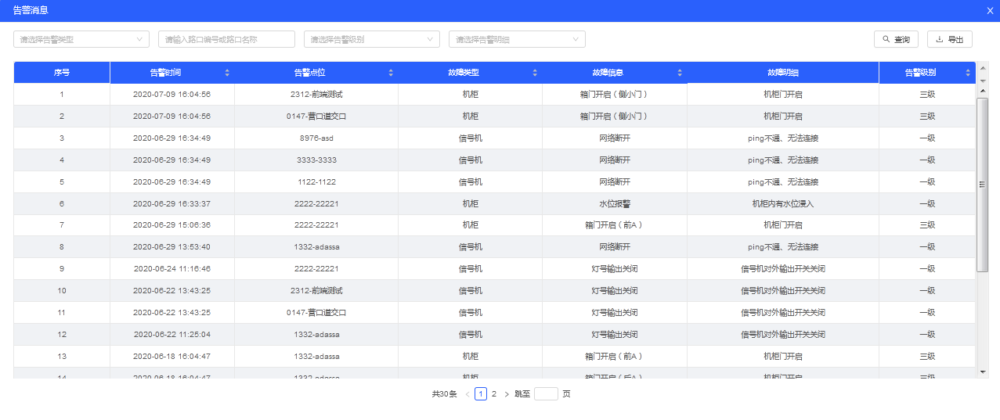 告警消息 X
请选择告警类型 请输入路口编号或路口名称 请选择告警级别 请选择告警明细 查询 导出
序号 告警时间 告警点位 故障类型 故障信息 故障明细 告警级别
1 2020-07-09 16:04:56 2312-前端测试 机柜 箱门开启（侧小门） 机柜门开启 三级
2 2020-07-09 16:04:56 0147-营口道交口 机柜 箱门开启（侧小门） 机柜门开启 三级
3 2020-06-29 16:34:49 8976-asd 信号机 网络断开 ping不通、无法连接 一级
4 2020-06-29 16:34:49 3333-3333 信号机 网络断开 ping不通、无法连接 一级
5 2020-06-29 16:34:49 1122-1122 信号机 网络断开 ping不通、无法连接 一级
6 2020-06-29 16:33:37 2222-22221 机柜 水位报警 机柜内有水位浸入 一级
7 2020-06-29 15:06:36 2222-22221 机柜 箱门开启（前A） 机柜门开启 三级
8 2020-06-29 13:53:40 1332-adassa 信号机 网络断开 ping不通、无法连接 一级
9 2020-06-24 11:16:46 2222-22221 信号机 灯号输出关闭 信号机对外输出开关关闭 一级
10 2020-06-22 13:43:25 2312-前端测试 信号机 灯号输出关闭 信号机对外输出开关关闭 一级
11 2020-06-22 13:43:25 0147-营口道交口 信号机 灯号输出关闭 信号机对外输出开关关闭 一级
12 2020-06-22 11:25:04 1332-adassa 信号机 灯号输出关闭 信号机对外输出开关关闭 一级
13 2020-06-18 16:04:47 1332-adassa 机柜 箱门开启（前A） 机柜门开启 三级
14 2020-06-18 16:04:47 1332-adassa 机柜 箱门开启（后A） 机柜门开启 三级
共30条 < 1 2 > 跳至 页